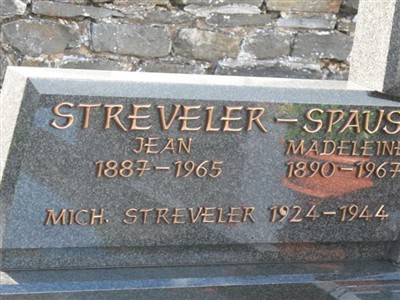 STREVELER - SPAUS
JEAN MADELEINE
1887-1965 1890-1967
MICH. STREVELER 1924-1944